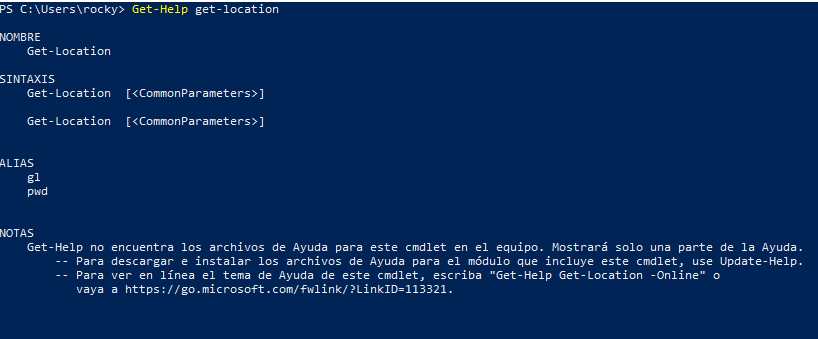 PS C:\Users\rocky> Get-Help get-location
NOMBRE
Get-Location
SINTAXIS
Get-Location  [<CommonParameters>]
Get-Location  [<CommonParameters>]
ALIAS
gl
pwd
NOTAS
Get-Help no encuentra los archivos de Ayuda para este cmdlet en el equipo. Mostrará solo una parte de la Ayuda.
-- Para descargar e instalar los archivos de Ayuda para el módulo que incluye este cmdlet, use Update-Help.
-- Para ver en línea el tema de Ayuda de este cmdlet, escriba "Get-Help Get-Location -Online" o
vaya a https://go.microsoft.com/fwlink/?LinkID=113321.